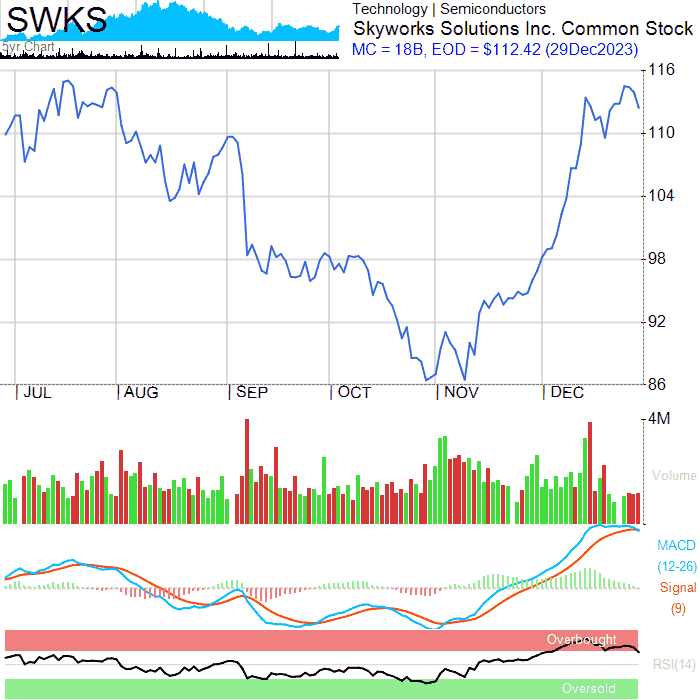 SWKS
5yr Chart
Technology | Semiconductors
Skyworks Solutions Inc. Common Stock
MC = 18B, EOD = $112.42 (29Dec2023)
116
110
104
98
92
86
| JUL | AUG | SEP | OCT | NOV | DEC
4M
Volume
MACD
(12-26)
Signal
(9)
Overbought
RSI(14)
Oversold